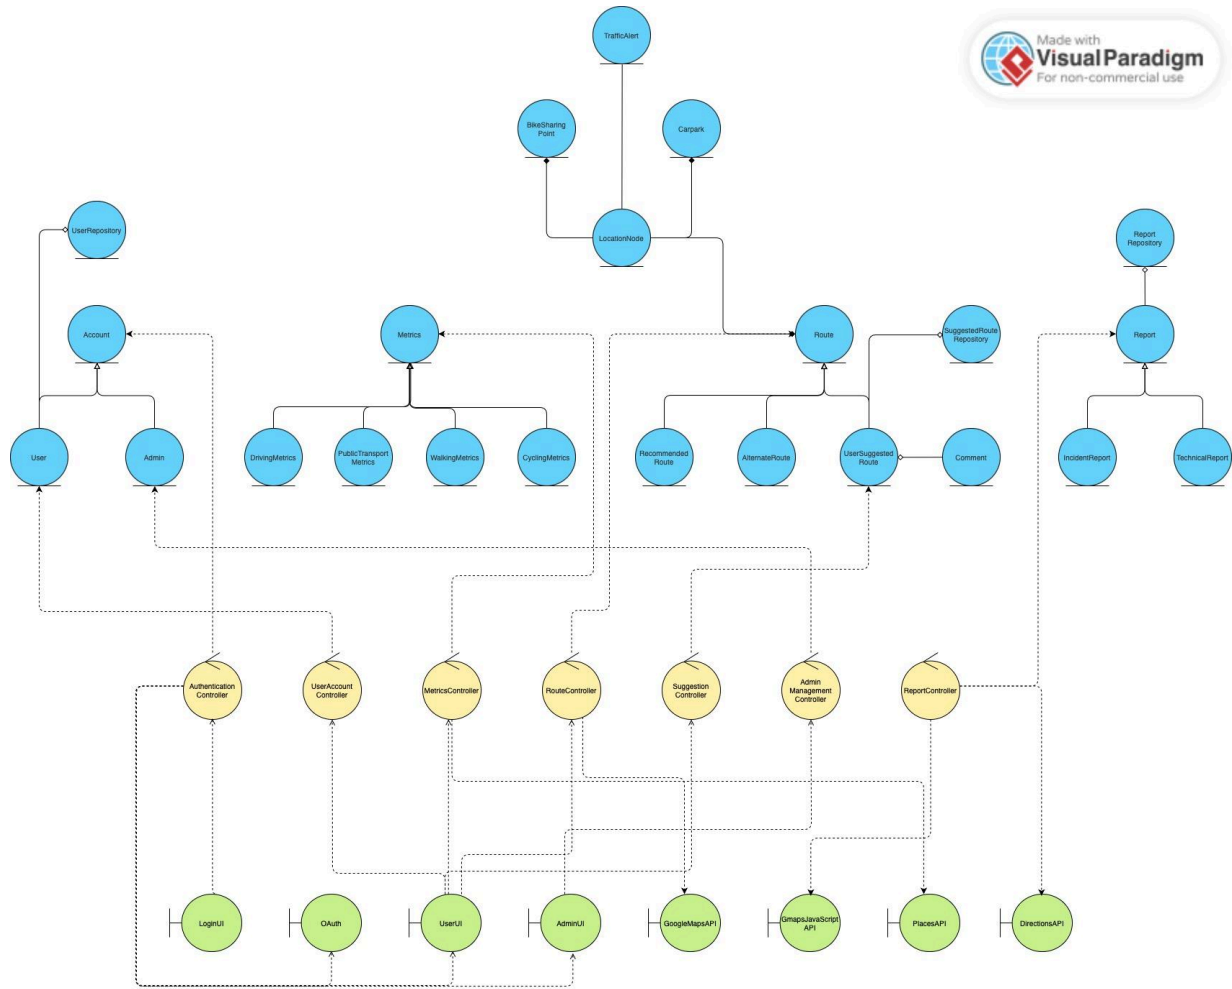 TrafficAlert
Made with
Visual Paradigm
For non-commercial use
BikeSharing
Point
Carpark
UserRepository
LocationNode
Report
Repository
Account
Metrics
Route
SuggestedRoute
Repository
Report
User
Admin
DrivingMetrics
PublicTransport
Metrics
WalkingMetrics
CyclingMetrics
Recommended
Route
AlternateRoute
UserSuggested
Route
Comment
IncidentReport
TechnicalReport
Authentication
Controller
UserAccount
Controller
MetricsController
RouteController
Suggestion
Controller
Admin
Management
Controller
ReportController
LoginUI
OAuth
UserUI
AdminUI
GoogleMapsAPI
GmapsJavaScript
API
PlacesAPI
DirectionsAPI